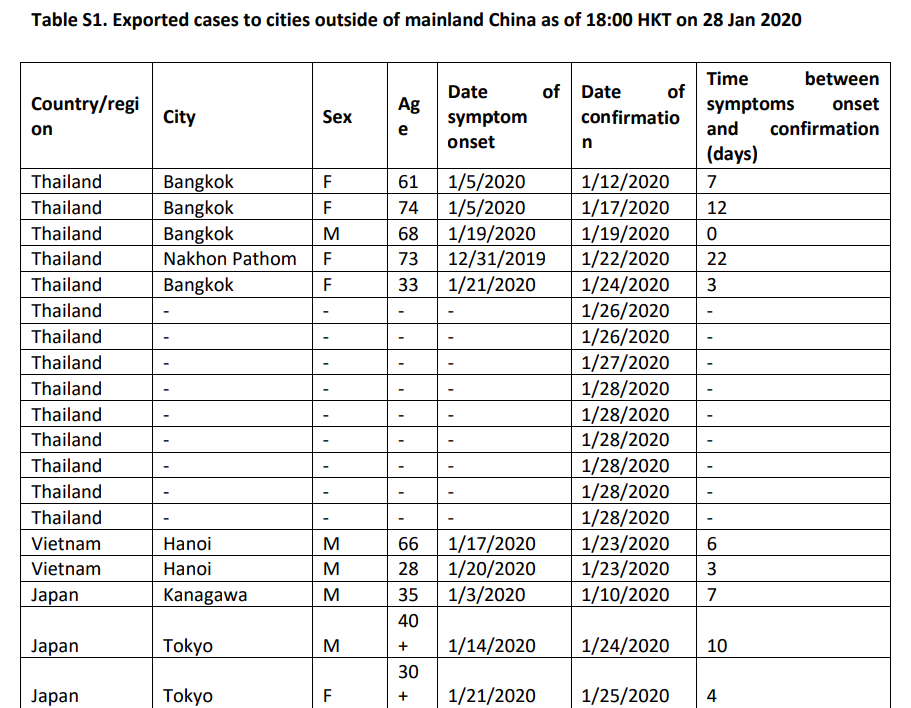 Table S1. Exported cases to cities outside of mainland China as of 18:00 HKT on 28 Jan 2020
Country/regi on City Sex Ag e Date of symptom onset Date of confirmatio n Time between symptoms onset and confirmation (days)
Thailand Bangkok F 61 1/5/2020 1/12/2020 7
Thailand Bangkok F 74 1/5/2020 1/17/2020 12
Thailand Bangkok M 68 1/19/2020 1/19/2020 0
Thailand Nakhon Pathom F 73 12/31/2019 1/22/2020 22
Thailand Bangkok F 33 1/21/2020 1/24/2020 3
Thailand - - - - 1/26/2020 -
Thailand - - - - 1/26/2020 -
Thailand - - - - 1/27/2020 -
Thailand - - - - 1/28/2020 -
Thailand - - - - 1/28/2020 -
Thailand - - - - 1/28/2020 -
Thailand - - - - 1/28/2020 -
Thailand - - - - 1/28/2020 -
Thailand - - - - 1/28/2020 -
Vietnam Hanoi M 66 1/17/2020 1/23/2020 6
Vietnam Hanoi M 28 1/20/2020 1/23/2020 3
Japan Kanagawa M 35 1/3/2020 1/10/2020 7
Japan Tokyo M 40 + 1/14/2020 1/24/2020 10
Japan Tokyo F 30 + 1/21/2020 1/25/2020 4